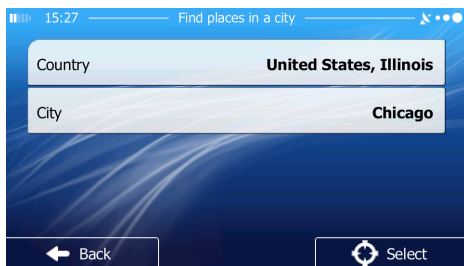 15:27 Find places in a city
Country United States, Illinois
City Chicago
Back Select